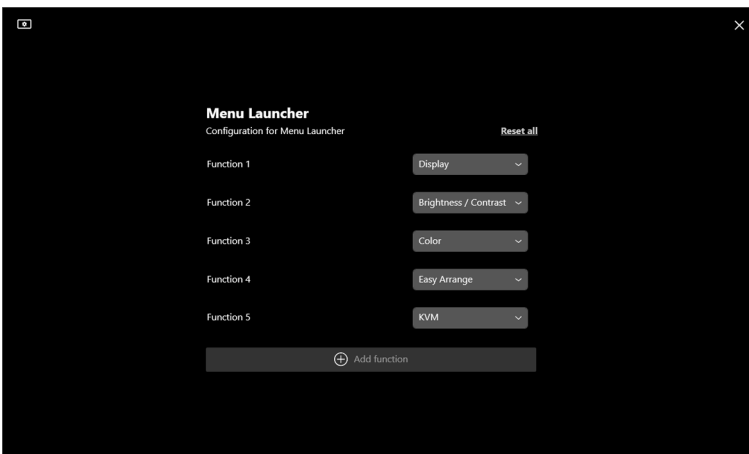 Menu Launcher
Configuration for Menu Launcher Reset all
Function 1 Display
Function 2 Brightness / Contrast
Function 3 Color
Function 4 Easy Arrange
Function 5 KVM
Add function